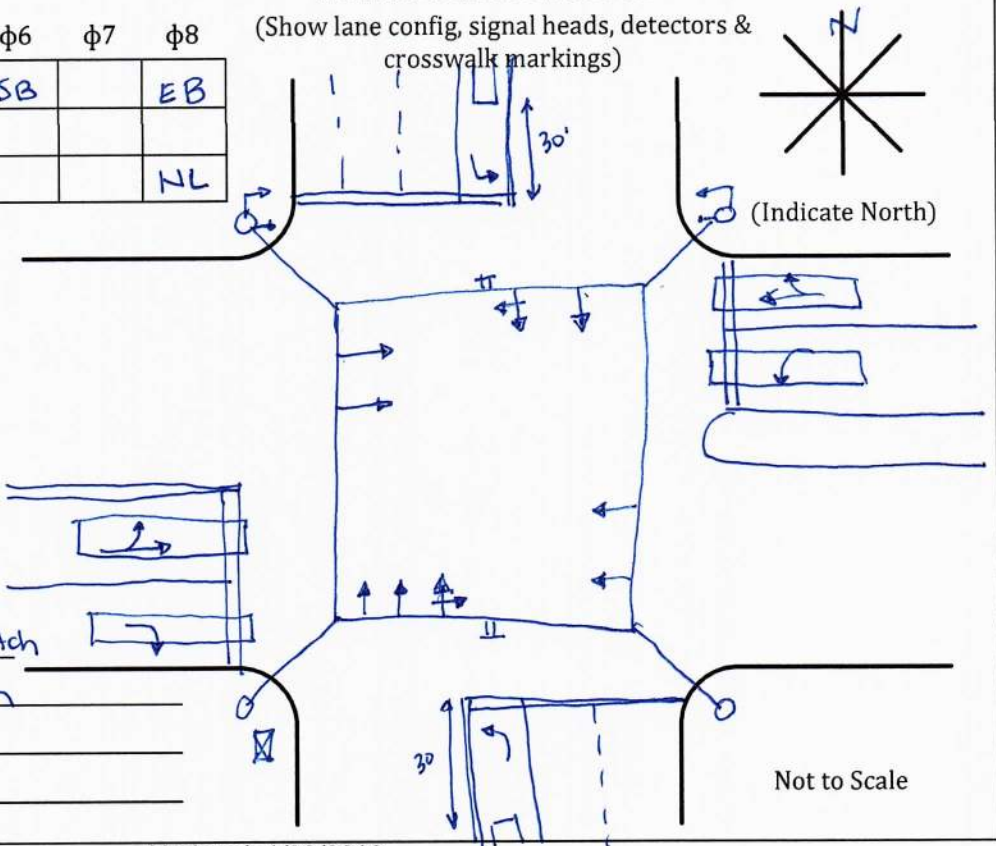 (Show lane config, signal heads, detectors &
crosswalk markings)
ϕ6 ϕ7 ϕ8
SB EB
NL
N
30'
(Indicate North)
30
Not to Scale